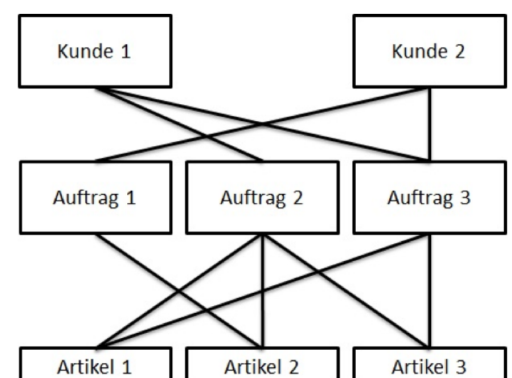 Kunde 1
Kunde 2
Auftrag 1
Auftrag 2
Auftrag 3
Artikel 1
Artikel 2
Artikel 3